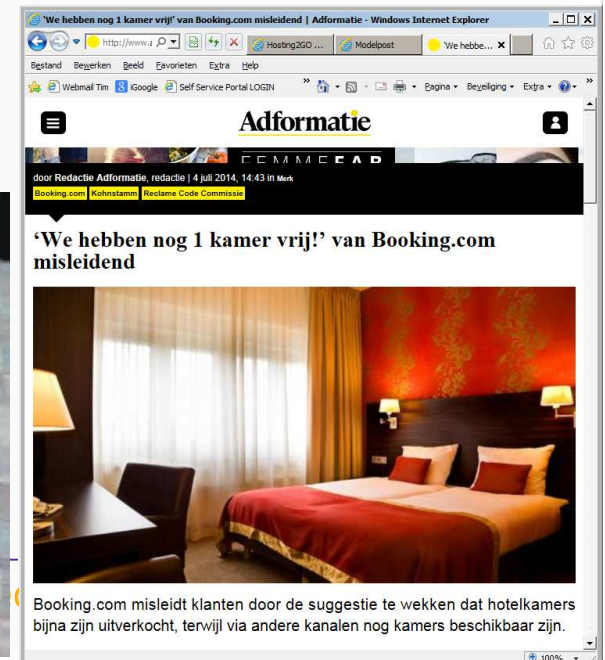 'We hebben nog 1 kamer vrij!' van Booking.com misleidend | Adformatie - Windows Internet Explorer
http://www.a
Hosting2GO ...
Modelpost
'We hebbe...
Bestand Bewerken Beeld Favorieten Extra Help
Webmail Tim
iGoogle
Self Service Portal LOGIN
Pagina
Beveiliging
Extra
Adformatie
door Redactie Adformatie, redactie | 4 juli 2014, 14:43 in Merk
Booking.com Kohnstamm Reclame Code Commissie
'We hebben nog 1 kamer vrij!' van Booking.com
misleidend
Booking.com misleidt klanten door de suggestie te wekken dat hotelkamers
bijna zijn uitverkocht, terwijl via andere kanalen nog kamers beschikbaar zijn.
100%